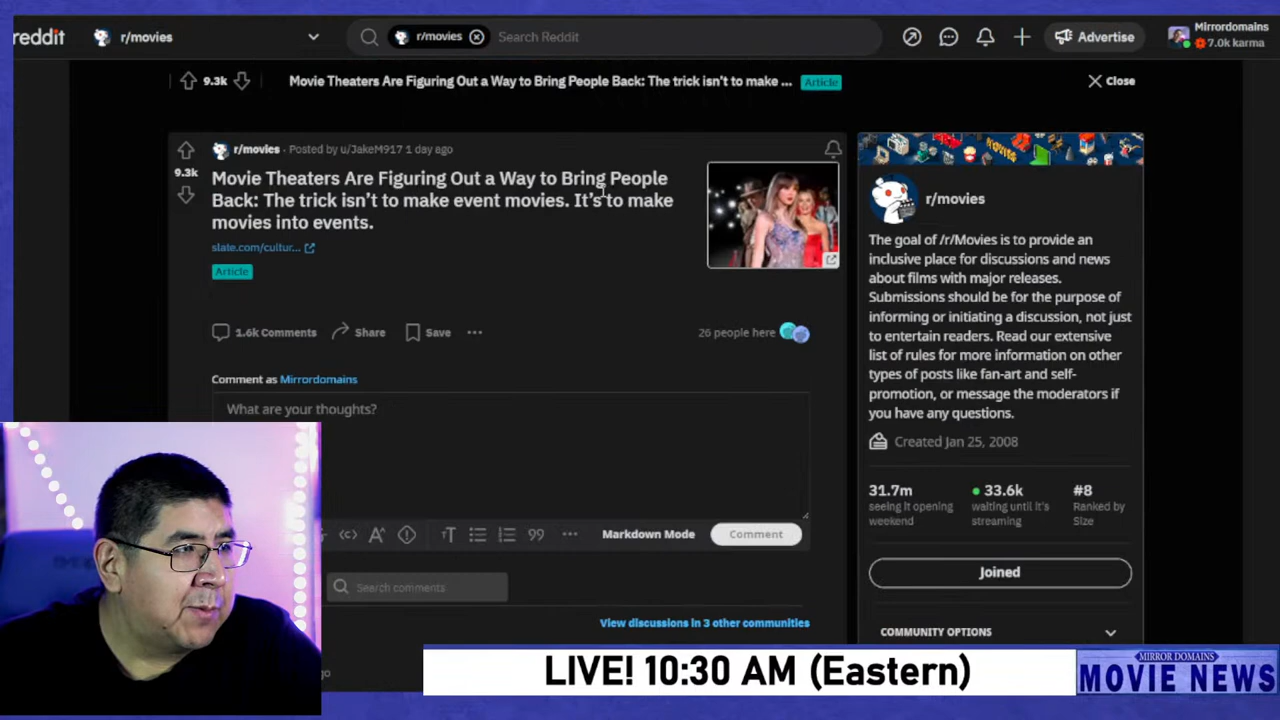 reddit
r/movies
r/movies
Search Reddit
Advertise
Mirrordomains
7.0k karma
9.3k
Movie Theaters Are Figuring Out a Way to Bring People Back: The trick isn't to make ...
Article
Close
r/movies • Posted by u/JakeM917 1 day ago
9.3k
Movie Theaters Are Figuring Out a Way to Bring People
Back: The trick isn't to make event movies. It's to make
movies into events.
slate.com/cultur...
Article
1.6k Comments
Share
Save
26 people here
Comment as Mirrordomains
What are your thoughts?
Markdown Mode
Comment
Search comments
View discussions in 3 other communities
MOVIES
r/movies
The goal of /r/Movies is to provide an
inclusive place for discussions and news
about films with major releases.
Submissions should be for the purpose of
informing or initiating a discussion, not just
to entertain readers. Read our extensive
list of rules for more information on other
types of posts like fan-art and self-
promotion, or message the moderators if
you have any questions.
Created Jan 25, 2008
31.7m
seeing it opening
weekend
33.6k
waiting until it's
streaming
#8
Ranked by
Size
Joined
COMMUNITY OPTIONS
LIVE! 10:30 AM (Eastern)
MIRROR DOMAINS
MOVIE NEWS